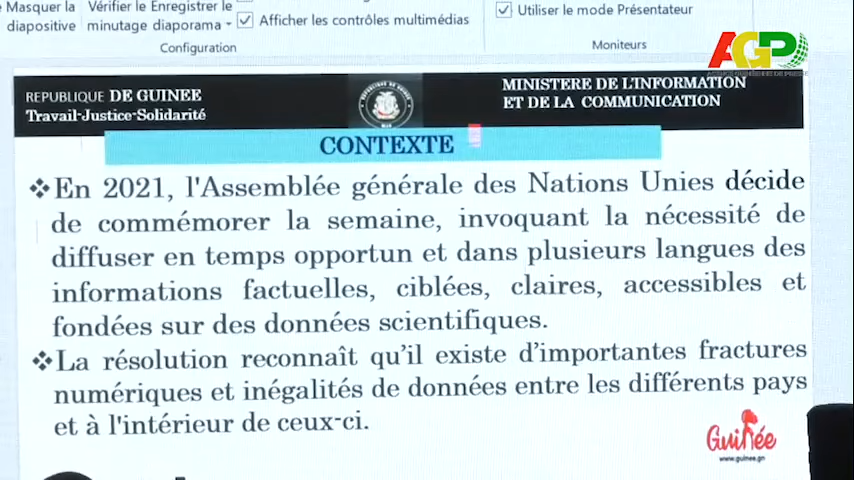 Masquer la
diapositive
Vérifier le Enregistrer le
minutage diaporama
Afficher les contrôles multimédias
Configuration
Utiliser le mode Présentateur
Moniteurs
AGP
REPUBLIQUE DE GUINEE
Travail-Justice-Solidarité
MINISTERE DE L'INFORMATION
ET DE LA COMMUNICATION
CONTEXTE
❖En 2021, l'Assemblée générale des Nations Unies décide
de commémorer la semaine, invoquant la nécessité de
diffuser en temps opportun et dans plusieurs langues des
informations factuelles, ciblées, claires, accessibles et
fondées sur des données scientifiques.
❖La résolution reconnaît qu'il existe d'importantes fractures
numériques et inégalités de données entre les différents pays
et à l'intérieur de ceux-ci.
Guinée
www.guinee.gn